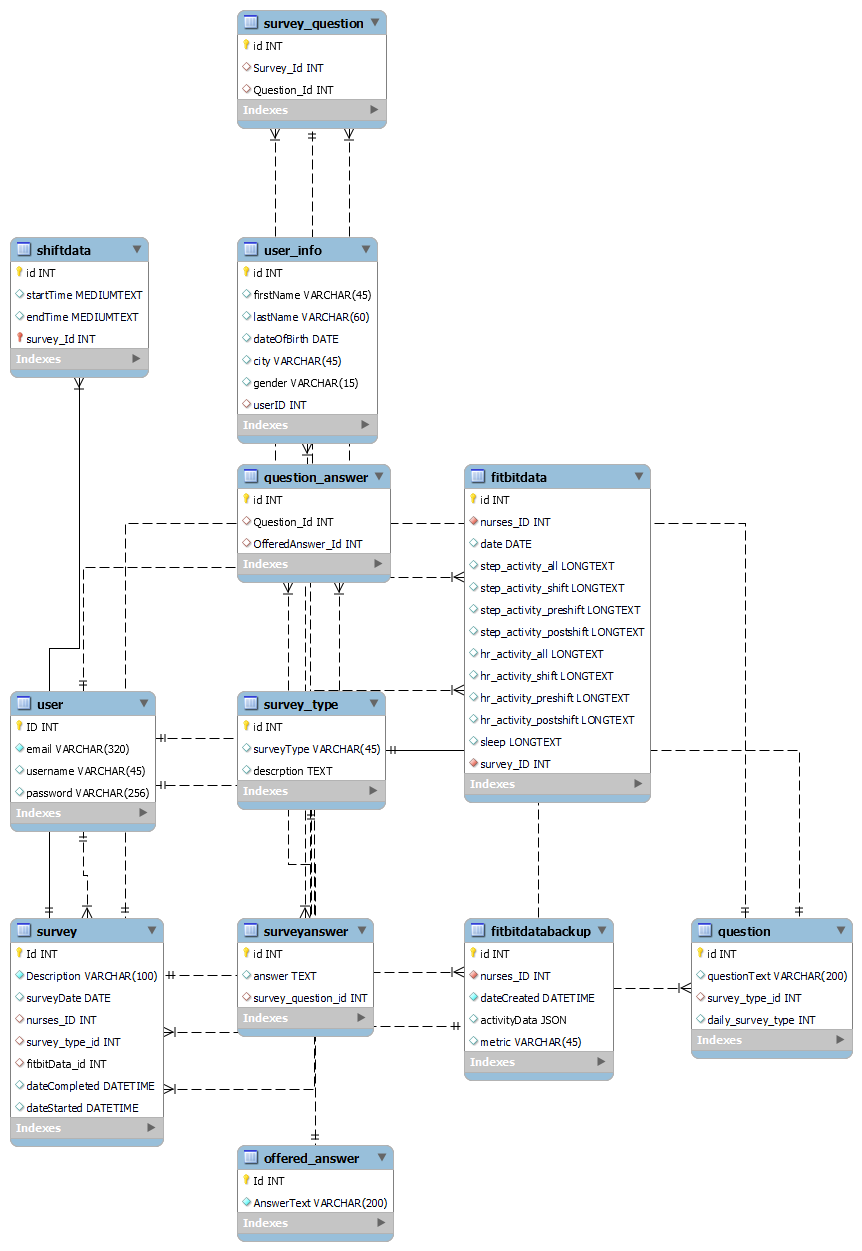 survey_question
id INT
Survey_Id INT
Question_Id INT
Indexes
shiftdata
id INT
startTime MEDIUMTEXT
endTime MEDIUMTEXT
survey_Id INT
Indexes
user_info
id INT
firstName VARCHAR(45)
lastName VARCHAR(60)
dateOfBirth DATE
city VARCHAR(45)
gender VARCHAR(15)
userID INT
Indexes
question_answer
id INT
Question_Id INT
OfferedAnswer_Id INT
Indexes
fitbitdata
id INT
nurses_ID INT
date DATE
step_activity_all LONGTEXT
step_activity_shift LONGTEXT
step_activity_preshift LONGTEXT
step_activity_postshift LONGTEXT
hr_activity_all LONGTEXT
hr_activity_shift LONGTEXT
hr_activity_preshift LONGTEXT
hr_activity_postshift LONGTEXT
sleep LONGTEXT
survey_ID INT
Indexes
user
ID INT
email VARCHAR(320)
username VARCHAR(45)
password VARCHAR(256)
Indexes
survey_type
id INT
surveyType VARCHAR(45)
descrption TEXT
Indexes
survey
Id INT
Description VARCHAR(100)
surveyDate DATE
nurses_ID INT
survey_type_id INT
fitbitData_id INT
dateCompleted DATETIME
dateStarted DATETIME
Indexes
surveyanswer
id INT
answer TEXT
survey_question_id INT
Indexes
fitbitdatabackup
id INT
nurses_ID INT
dateCreated DATETIME
activityData JSON
metric VARCHAR(45)
Indexes
question
id INT
questionText VARCHAR(200)
survey_type_id INT
daily_survey_type INT
Indexes
offered_answer
Id INT
AnswerText VARCHAR(200)
Indexes